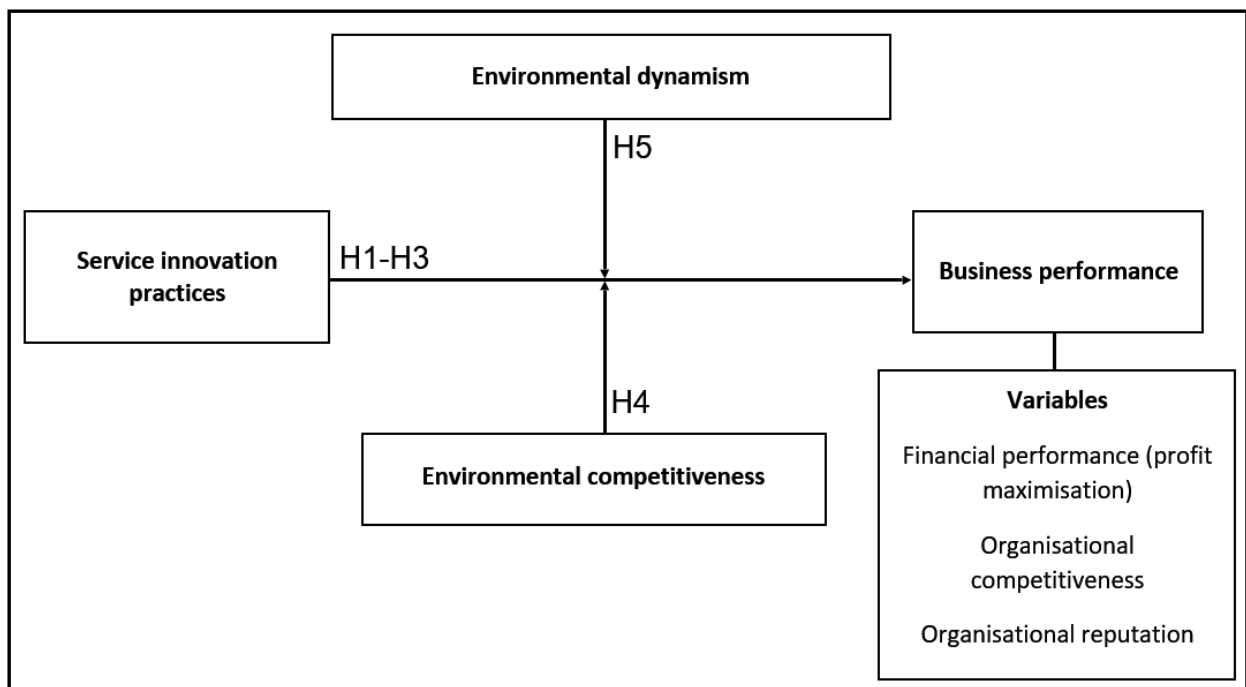 Environmental dynamism
H5
Service innovation
practices
H1-H3
Business performance
H4
Environmental competitiveness
Variables
Financial performance (profit
maximisation)
Organisational
competitiveness
Organisational reputation